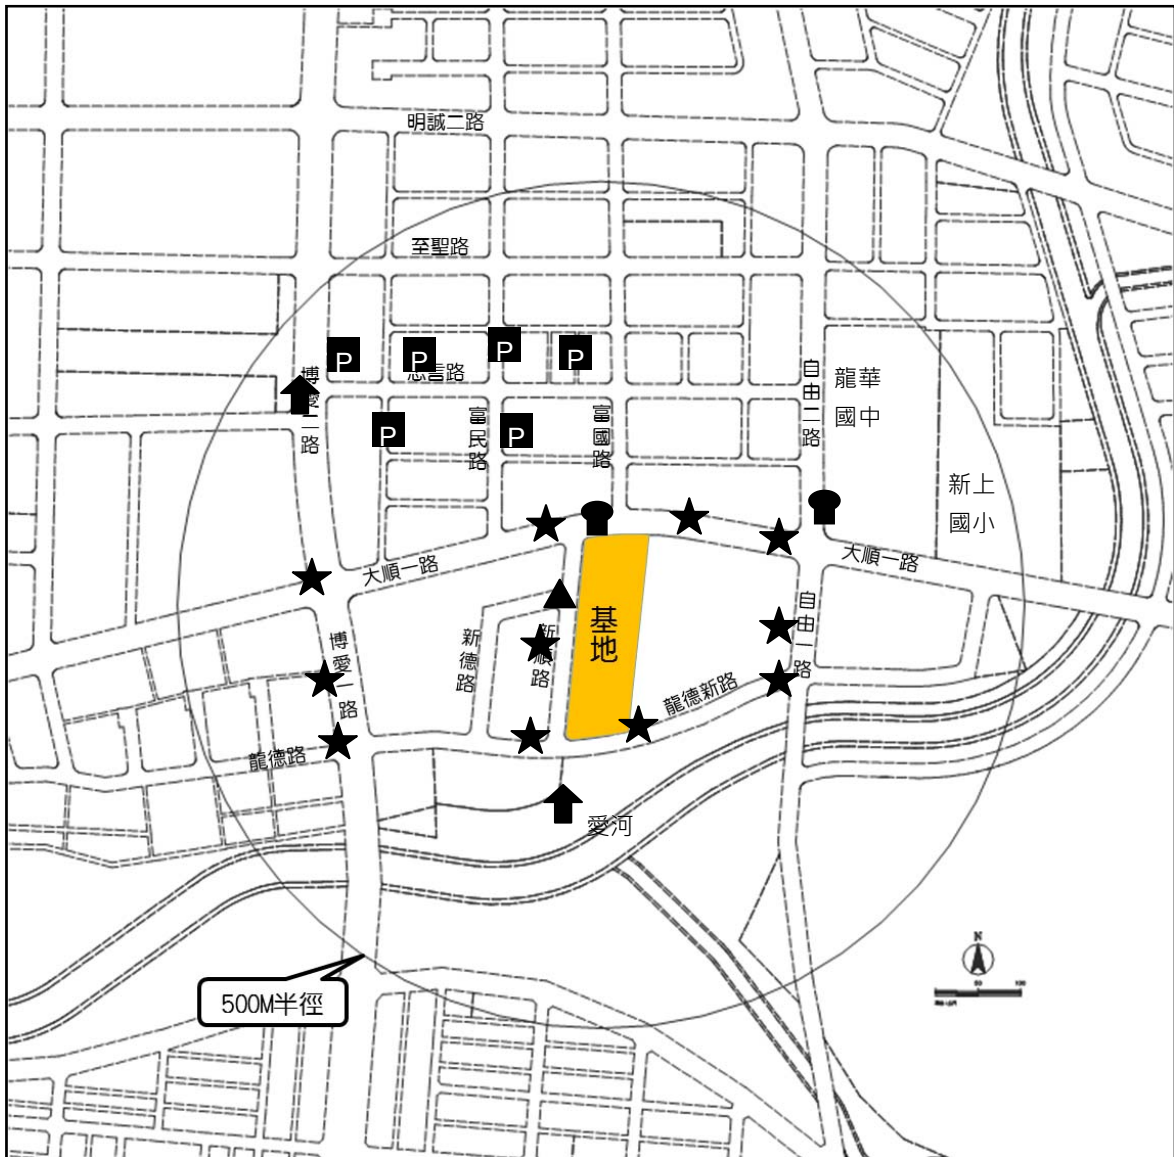 明誠二路
至聖路
P
P
P
P
忠言路
博愛二路
自由二路
龍華
國中
P
P
富民路
富國路
新上
國小
大順一路
大順一路
基地
自由一路
新德路
新順路
博愛一路
龍德新路
龍德路
愛河
N
500M半徑
50
100